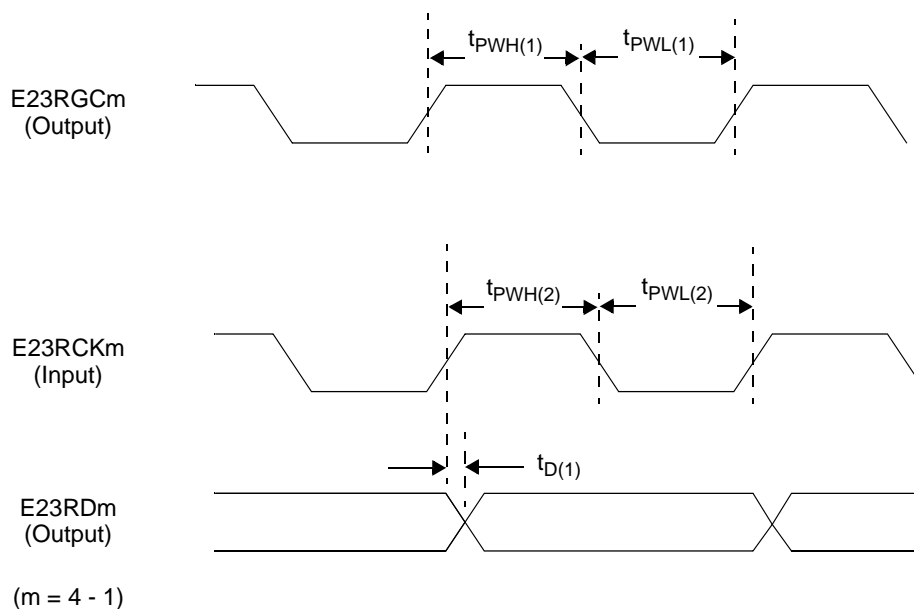 tPWH(1)
tPWL(1)
E23RGCm
(Output)
tPWH(2)
tPWL(2)
E23RCKm
(Input)
tD(1)
E23RDm
(Output)
(m = 4 - 1)